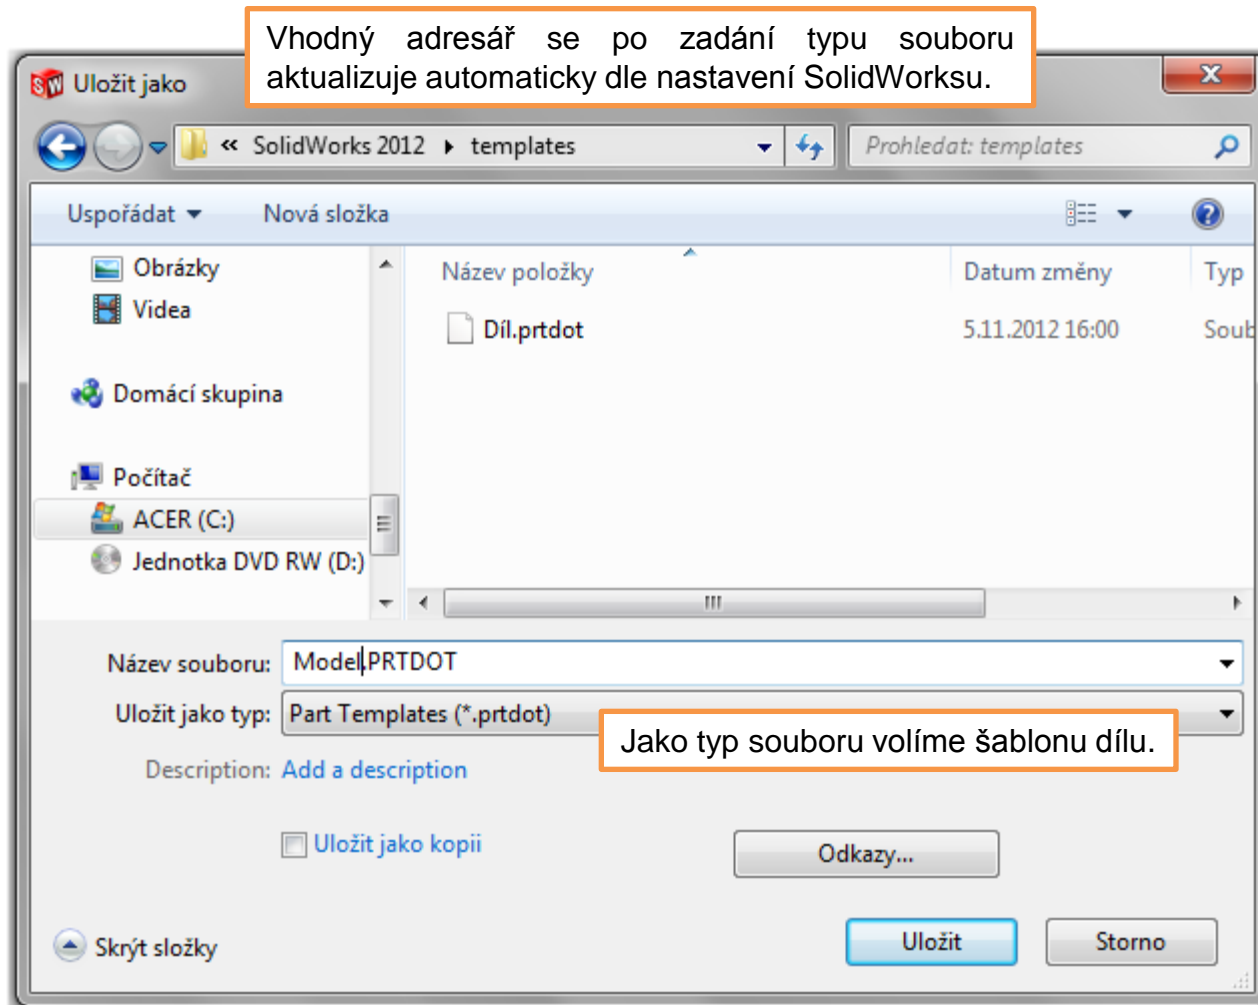 Vhodný adresář se po zadání typu souboru
aktualizuje automaticky dle nastavení SolidWorksu.
Uložit jako
« SolidWorks 2012 ▸ templates
Prohledat: templates
Uspořádat
Nová složka
Obrázky
Videa
Domácí skupina
Počítač
ACER (C:)
Jednotka DVD RW (D:)
Název položky Datum změny Typ
Díl.prtdot 5.11.2012 16:00 Soub
Název souboru: Model.PRTDOT
Uložit jako typ: Part Templates (*.prtdot)
Jako typ souboru volíme šablonu dílu.
Description: Add a description
Uložit jako kopii
Odkazy...
Skrýt složky
Uložit
Storno